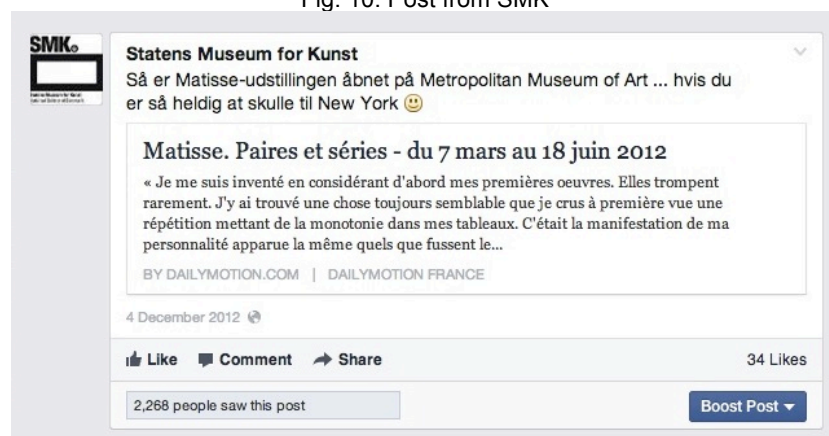 Fig. 10: Post from SMK
SMK
Statens Museum for Kunst
Så er Matisse-udstillingen åbnet på Metropolitan Museum of Art ... hvis du
er så heldig at skulle til New York
Matisse. Paires et séries - du 7 mars au 18 juin 2012
« Je me suis inventé en considérant d'abord mes premières oeuvres. Elles trompent
rarement. J'y ai trouvé une chose toujours semblable que je crus à première vue une
répétition mettant de la monotonie dans mes tableaux. C'était la manifestation de ma
personnalité apparue la même quels que fussent le...
BY DAILYMOTION.COM | DAILYMOTION FRANCE
4 December 2012
Like Comment Share 34 Likes
2,268 people saw this post Boost Post